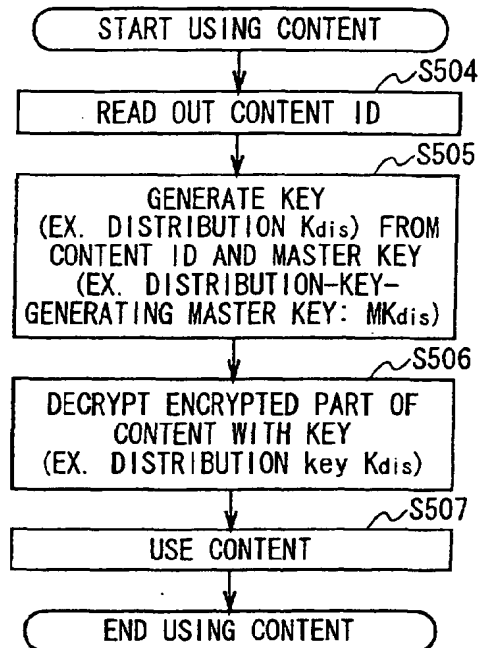 START USING CONTENT
S504
READ OUT CONTENT ID
S505
GENERATE KEY
(EX. DISTRIBUTION Kdis) FROM
CONTENT ID AND MASTER KEY
(EX. DISTRIBUTION-KEY-
GENERATING MASTER KEY: MKdis)
S506
DECRYPT ENCRYPTED PART OF
CONTENT WITH KEY
(EX. DISTRIBUTION key Kdis)
S507
USE CONTENT
END USING CONTENT